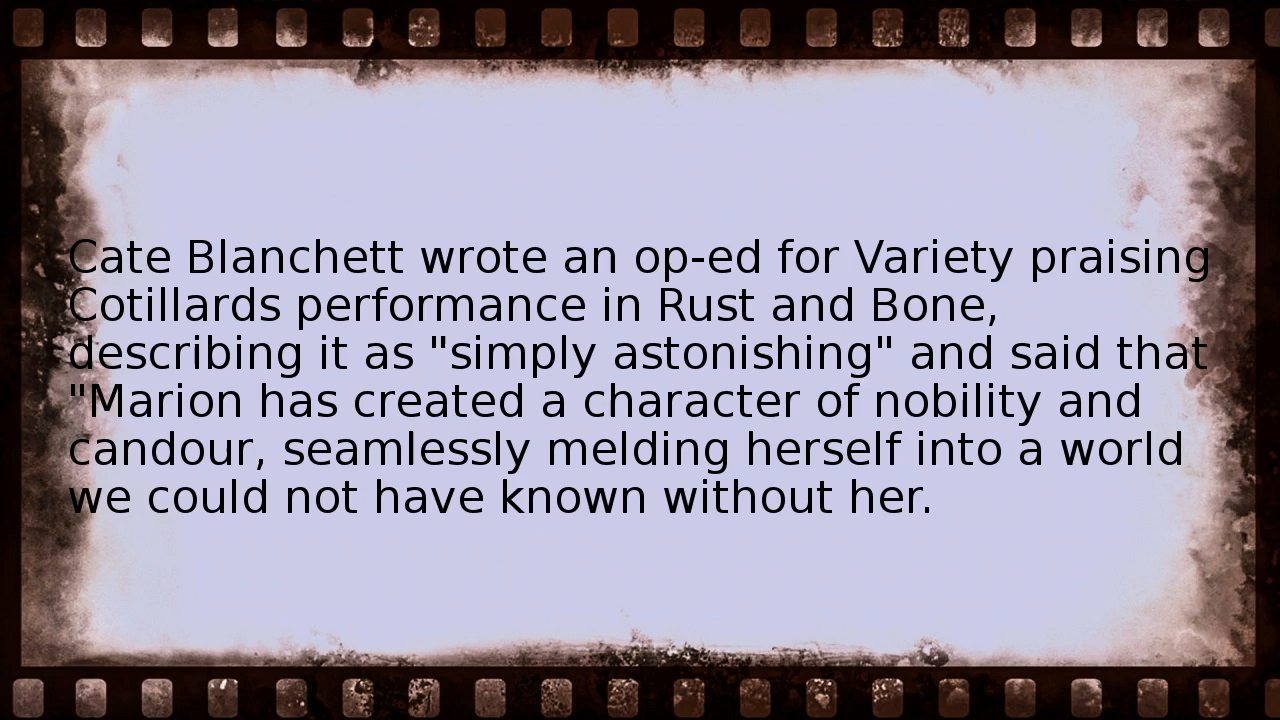 Cate Blanchett wrote an op-ed for Variety praising
Cotillards performance in Rust and Bone,
describing it as "simply astonishing" and said that
"Marion has created a character of nobility and
candour, seamlessly melding herself into a world
we could not have known without her.